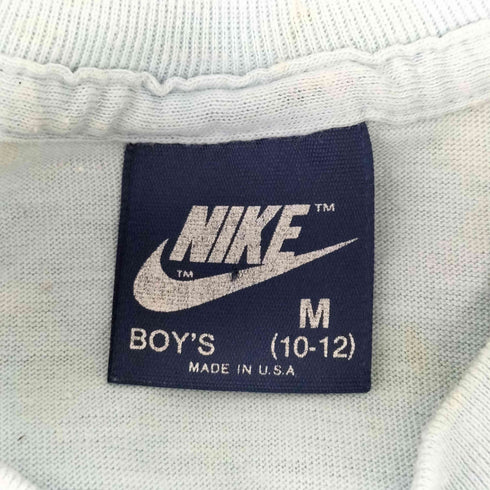 NIKE™
™
M
BOY'S (10-12)
MADE IN U.S.A